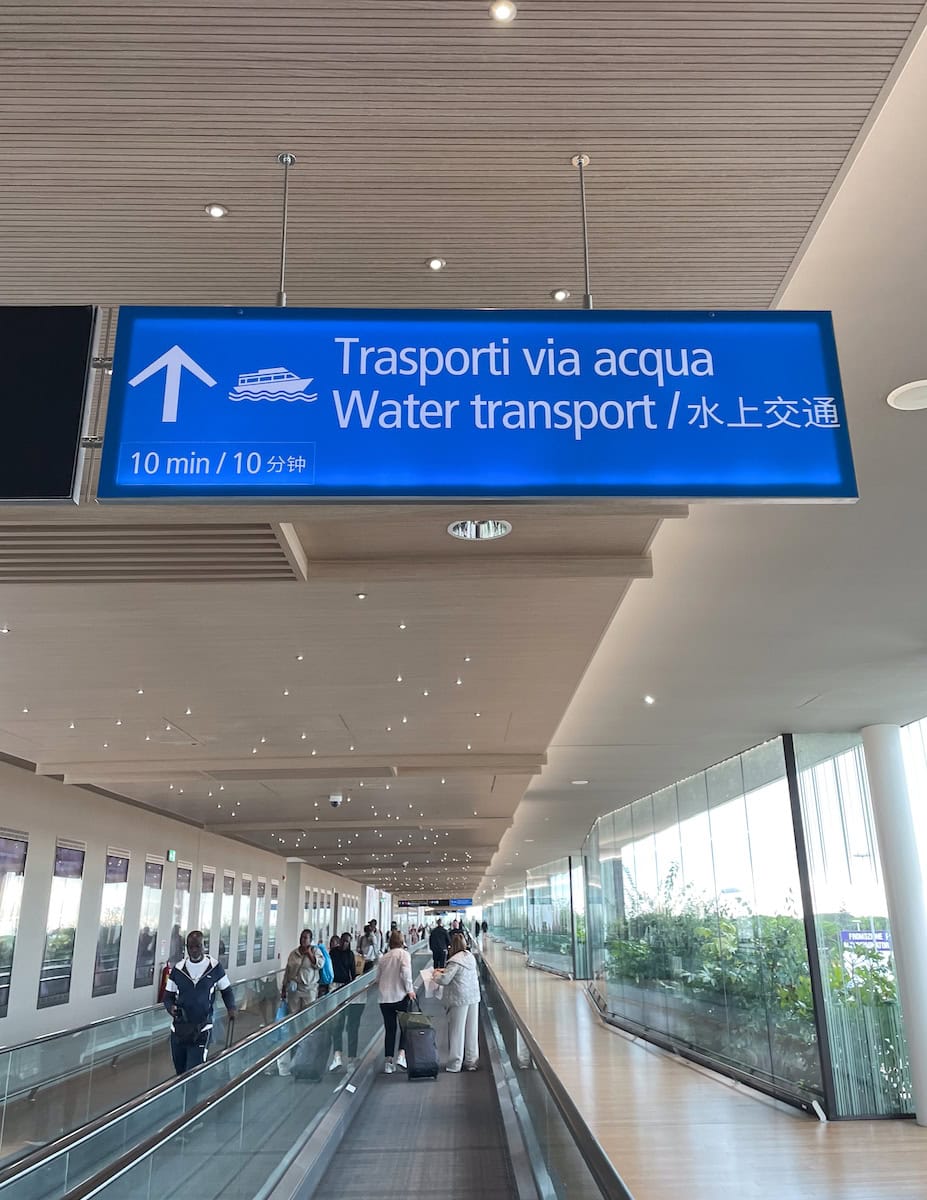 Trasporti via acqua
Water transport / 水上交通
10 min / 10 分钟